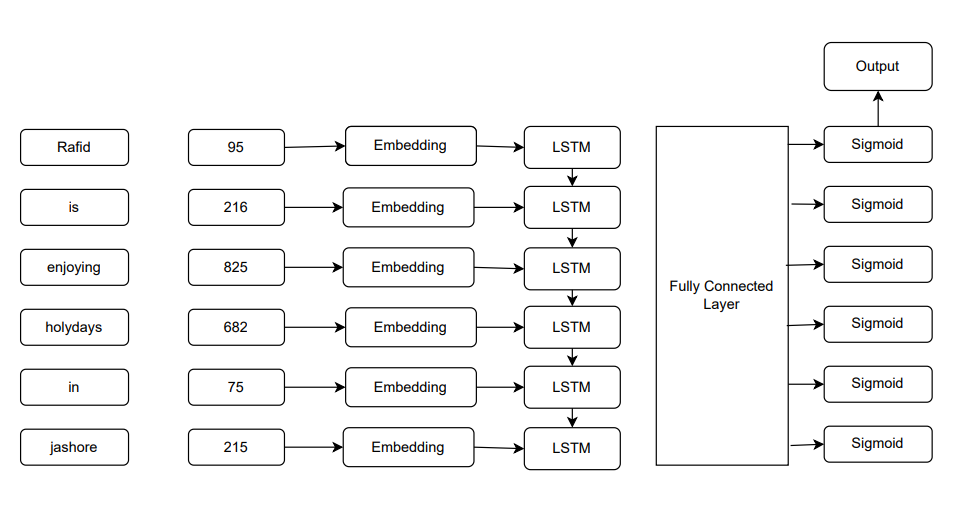 Output
Rafid 95 Embedding LSTM Sigmoid
is 216 Embedding LSTM Sigmoid
enjoying 825 Embedding LSTM Sigmoid
Fully Connected
Layer
holydays 682 Embedding LSTM Sigmoid
in 75 Embedding LSTM Sigmoid
jashore 215 Embedding LSTM Sigmoid